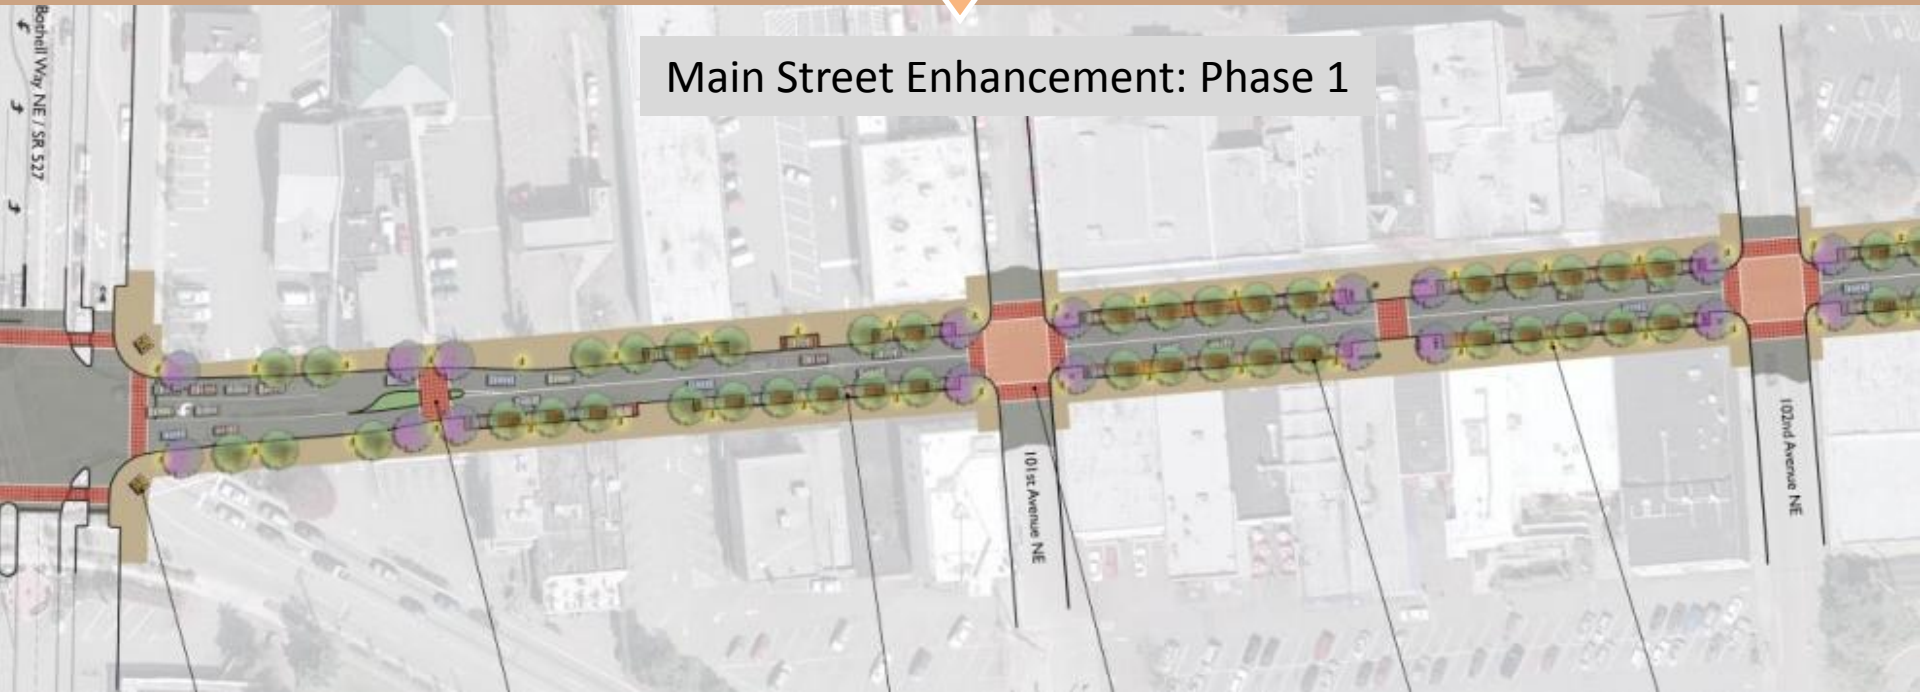 Main Street Enhancement: Phase 1
Bothell Way NE / SR 527
101st Avenue NE
102nd Avenue NE